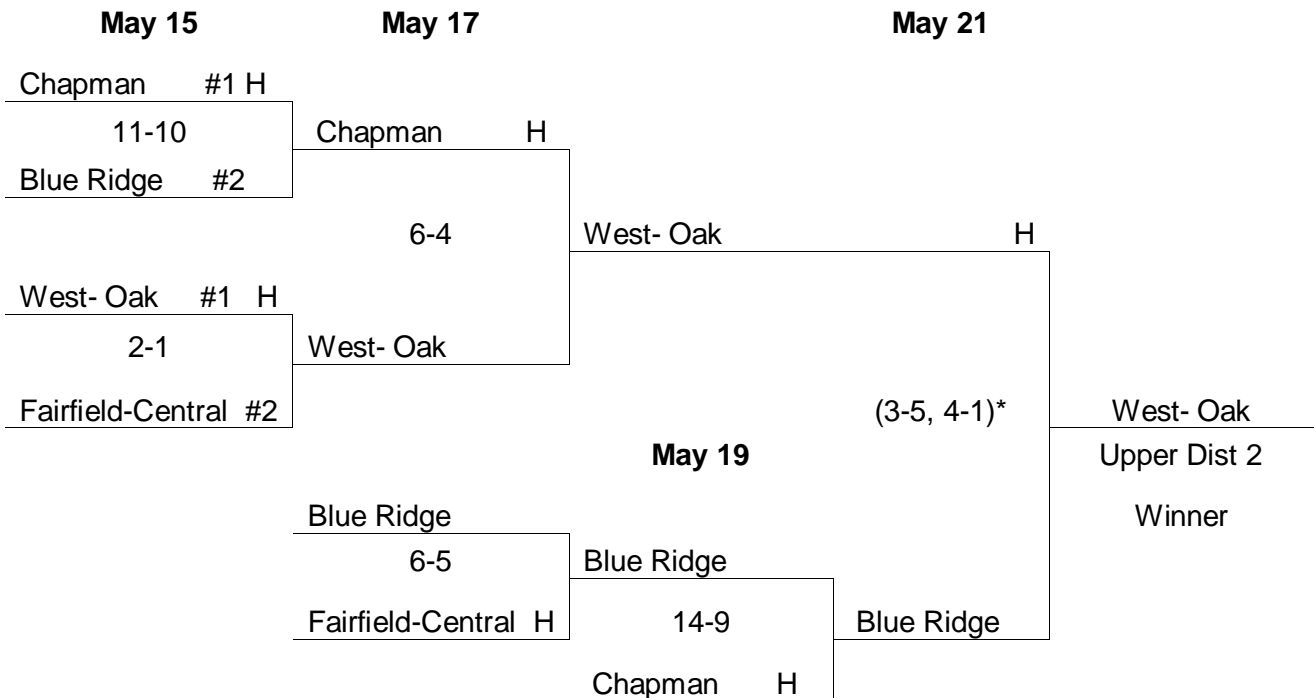 May 15 May 17 May 21
Chapman #1 H
11-10 Chapman H
Blue Ridge #2
6-4 West- Oak H
West- Oak #1 H
2-1 West- Oak
Fairfield-Central #2 (3-5, 4-1)* West- Oak
May 19 Upper Dist 2
Blue Ridge Winner
6-5 Blue Ridge
Fairfield-Central H 14-9 Blue Ridge
Chapman H